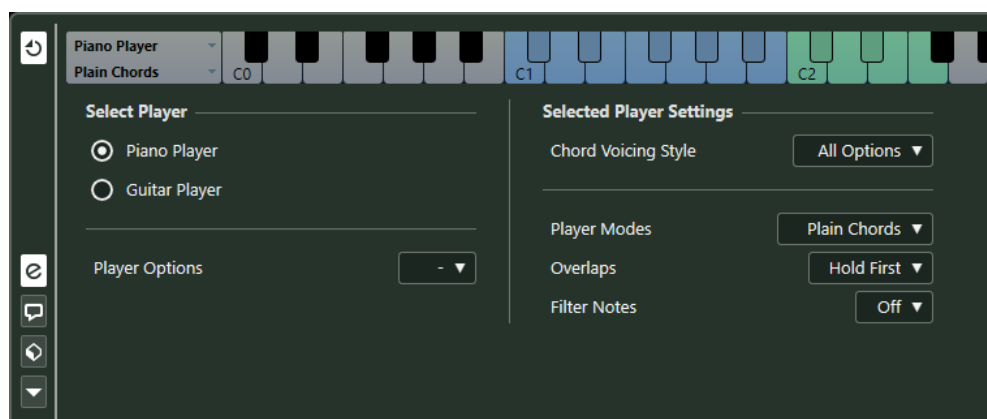 Piano Player
Plain Chords
C0
C1
C2
Select Player
Piano Player
Guitar Player
Player Options
-
Selected Player Settings
Chord Voicing Style
All Options
Player Modes
Plain Chords
Overlaps
Hold First
Filter Notes
Off